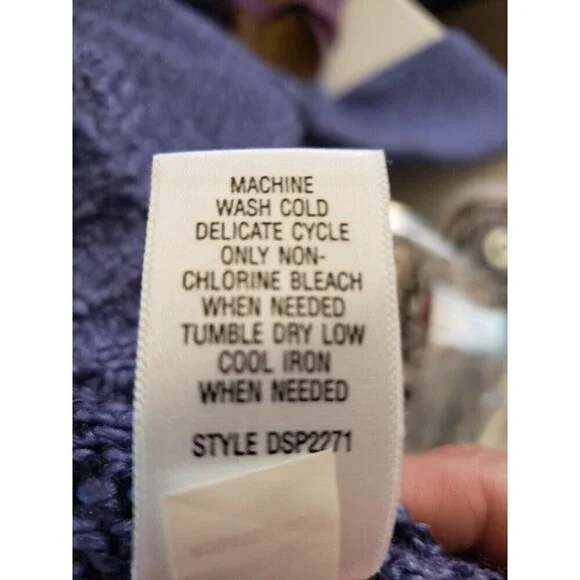 MACHINE
WASH COLD
DELICATE CYCLE
ONLY NON-
CHLORINE BLEACH
WHEN NEEDED
TUMBLE DRY LOW
COOL IRON
WHEN NEEDED
STYLE DSP2271